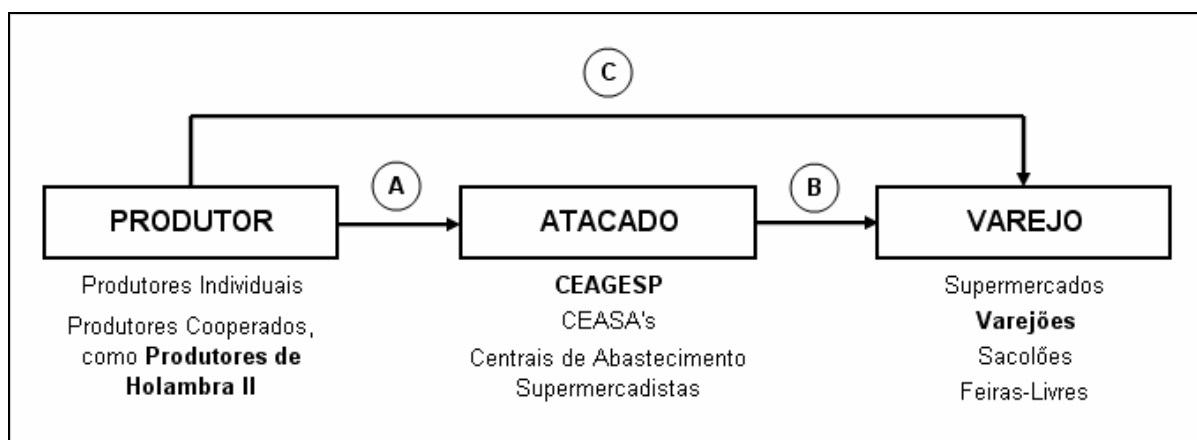 C
A
B
PRODUTOR
ATACADO
VAREJO
Produtores Individuais
Produtores Cooperados,
como Produtores de
Holambra II
CEAGESP
CEASA's
Centrais de Abastecimento
Supermercadistas
Supermercados
Varejões
Sacolões
Feiras-Livres